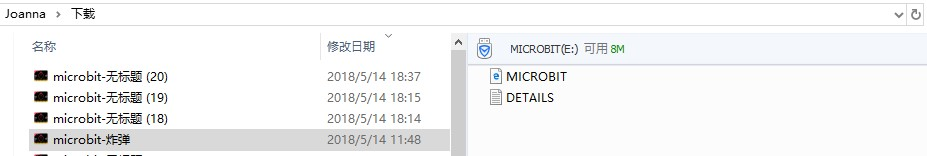 Joanna > 下载
名称 修改日期
microbit-无标题 (20) 2018/5/14 18:37
microbit-无标题 (19) 2018/5/14 18:15
microbit-无标题 (18) 2018/5/14 18:14
microbit-炸弹 2018/5/14 11:48
MICROBIT(E:) 可用 8M
MICROBIT
DETAILS